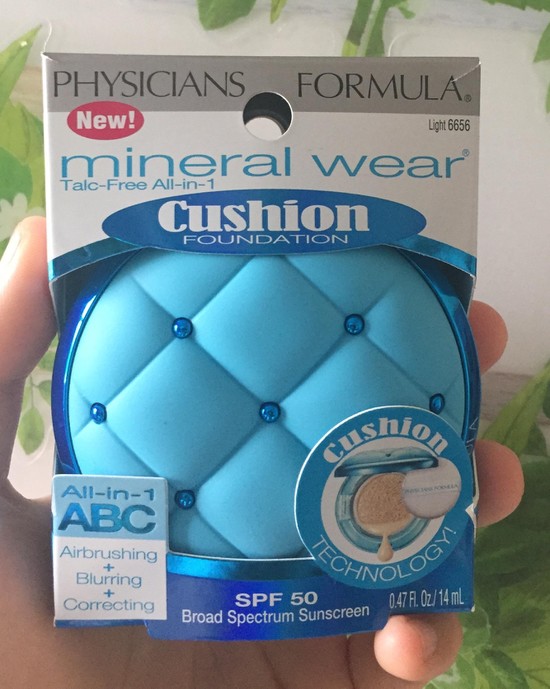 PHYSICIANS FORMULA®
New!
Light 6656
mineral wear®
Talc-Free All-in-1
Cushion
FOUNDATION
Cushion
TECHNOLOGY!
All-in-1
ABC
Airbrushing
+
Blurring
+
Correcting
SPF 50
Broad Spectrum Sunscreen
0.47 Fl. Oz./14 mL